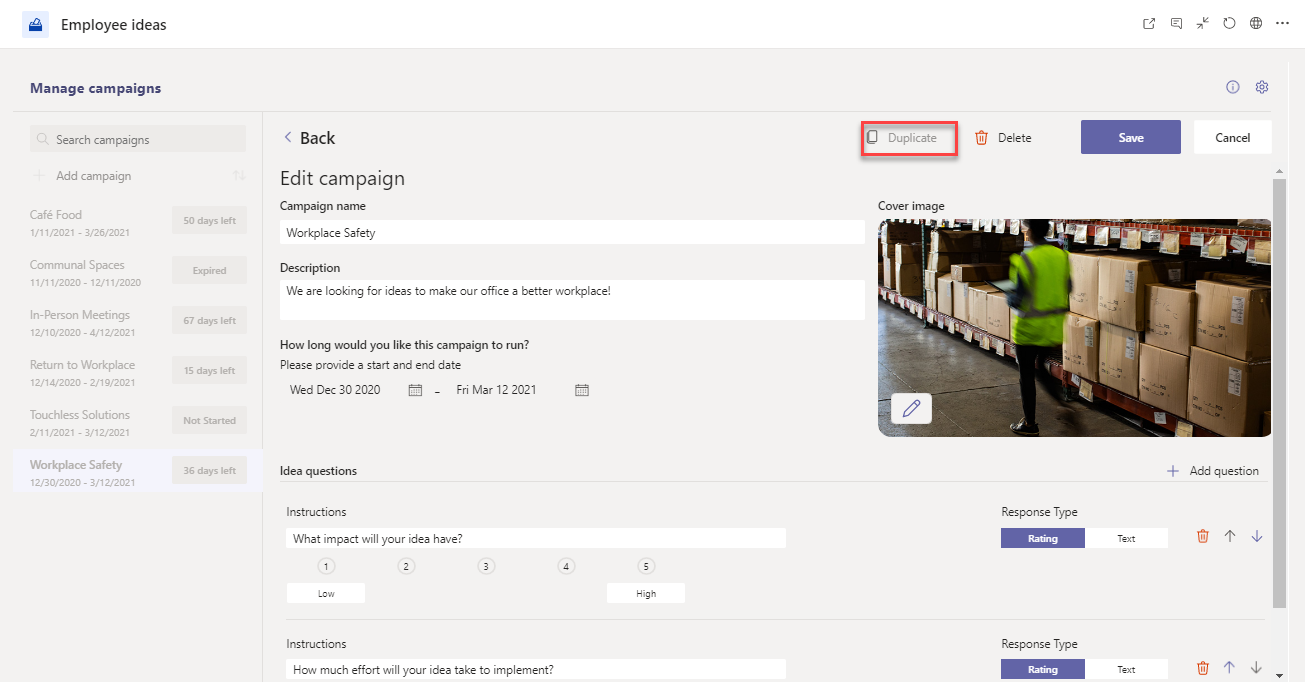 Employee ideas
Manage campaigns
Search campaigns
Add campaign
Café Food
1/11/2021 - 3/26/2021
50 days left
Communal Spaces
11/11/2020 - 12/11/2020
Expired
In-Person Meetings
12/10/2020 - 4/12/2021
67 days left
Return to Workplace
12/14/2020 - 2/19/2021
15 days left
Touchless Solutions
2/11/2021 - 3/12/2021
Not Started
Workplace Safety
12/30/2020 - 3/12/2021
36 days left
Back
Duplicate
Delete
Save
Cancel
Edit campaign
Campaign name
Workplace Safety
Description
We are looking for ideas to make our office a better workplace!
How long would you like this campaign to run?
Please provide a start and end date
Wed Dec 30 2020 - Fri Mar 12 2021
Cover image
Idea questions
Add question
Instructions
What impact will your idea have?
1 2 3 4 5
Low High
Response Type
Rating Text
Instructions
How much effort will your idea take to implement?
Response Type
Rating Text